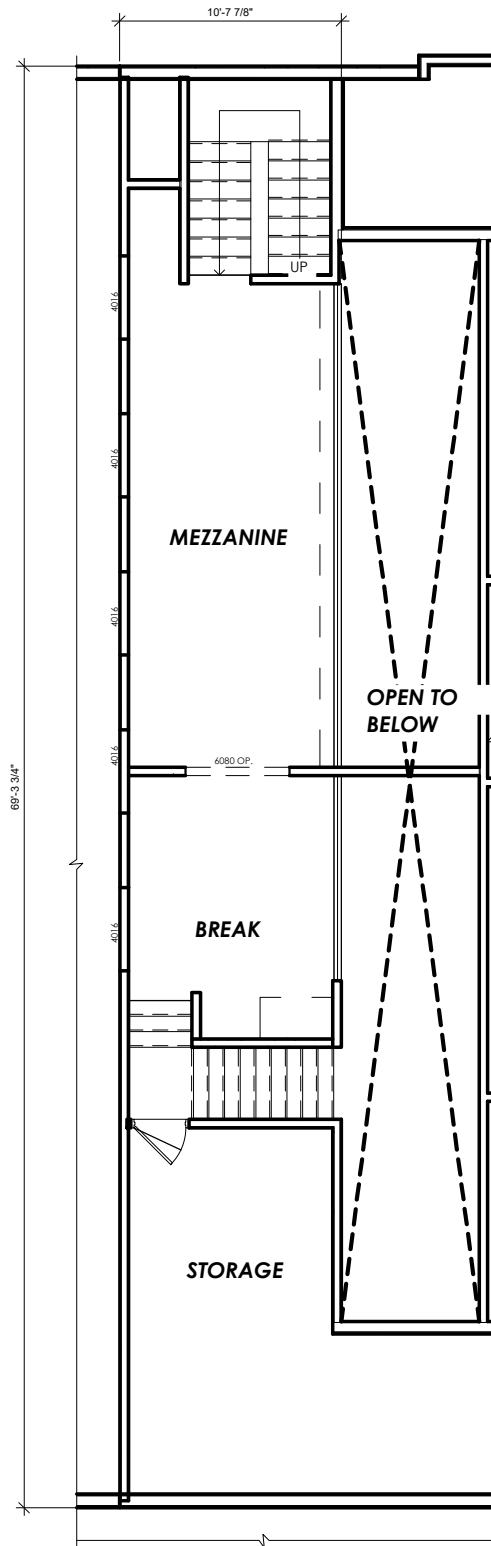 10'-7 7/8"
UP
4016
4016
MEZZANINE
4016
OPEN TO
BELOW
4016
6080 OP.
69'-3 3/4"
BREAK
4016
STORAGE